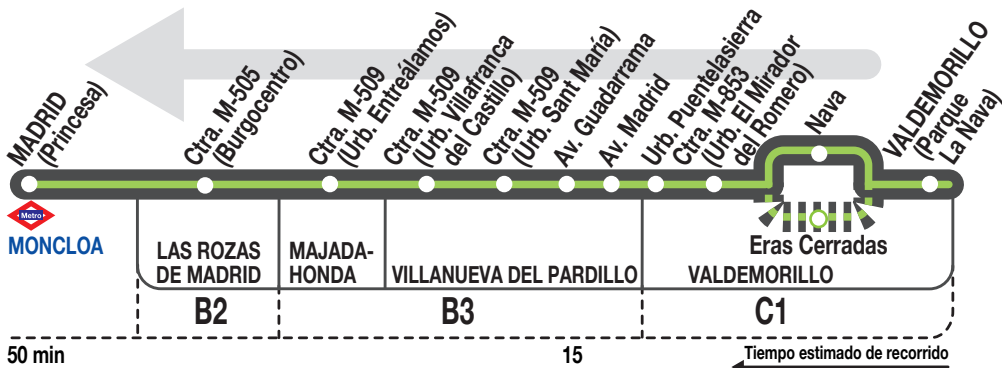 MADRID
(Princesa)
Ctra. M-505
(Burgocentro)
Ctra. M-509
(Urb. Entreálamos)
Ctra. M-509
(Urb. Villafranca
del Castillo)
Ctra. M-509
(Urb. Sant María)
Av. Guadarrama
Av. Madrid
Urb. Puentelasierra
Ctra. M-853
(Urb. El Mirador
del Romero)
Nava
VALDEMORILLO
(Parque
La Nava)
Metro
MONCLOA
Eras Cerradas
LAS ROZAS
DE MADRID
MAJADA-
HONDA
VILLANUEVA DEL PARDILLO
VALDEMORILLO
B2
B3
C1
50 min
15
Tiempo estimado de recorrido